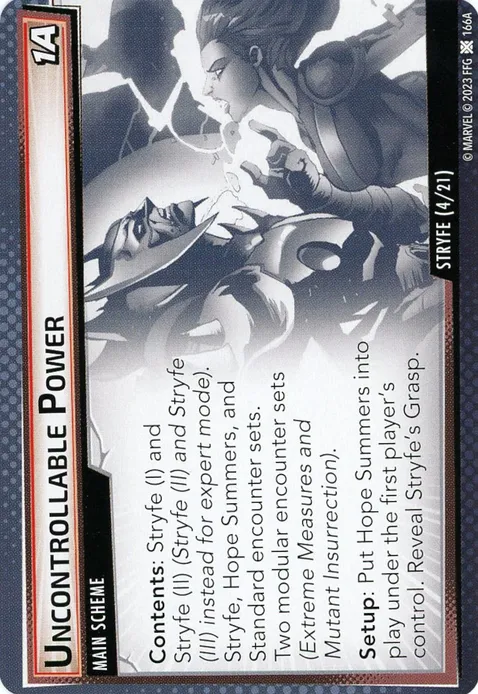 UNCONTROLLABLE POWER
1A
MAIN SCHEME
Contents: Stryfe (I) and
Stryfe (II) (Stryfe (II) and Stryfe
(III) instead for expert mode).
Stryfe, Hope Summers, and
Standard encounter sets.
Two modular encounter sets
(Extreme Measures and
Mutant Insurrection).
Setup: Put Hope Summers into
play under the first player's
control. Reveal Stryfe's Grasp.
STRYFE (4/21)
© MARVEL © 2023 FFG 166A